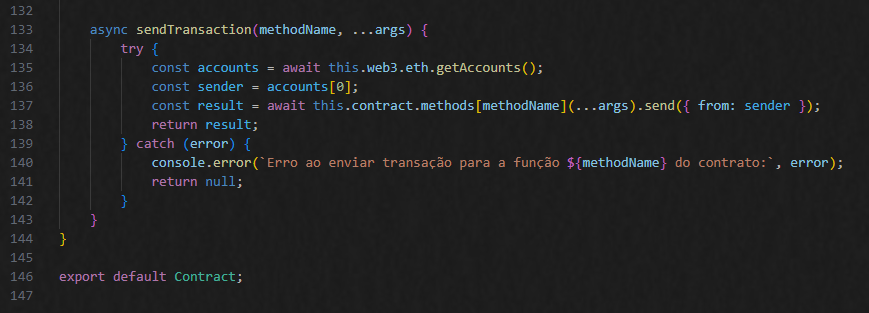 132
133     async sendTransaction(methodName, ...args) {
134         try {
135             const accounts = await this.web3.eth.getAccounts();
136             const sender = accounts[0];
137             const result = await this.contract.methods[methodName](...args).send({ from: sender });
138             return result;
139         } catch (error) {
140             console.error(`Erro ao enviar transação para a função ${methodName} do contrato:`, error);
141             return null;
142         }
143     }
144 }
145
146 export default Contract;
147